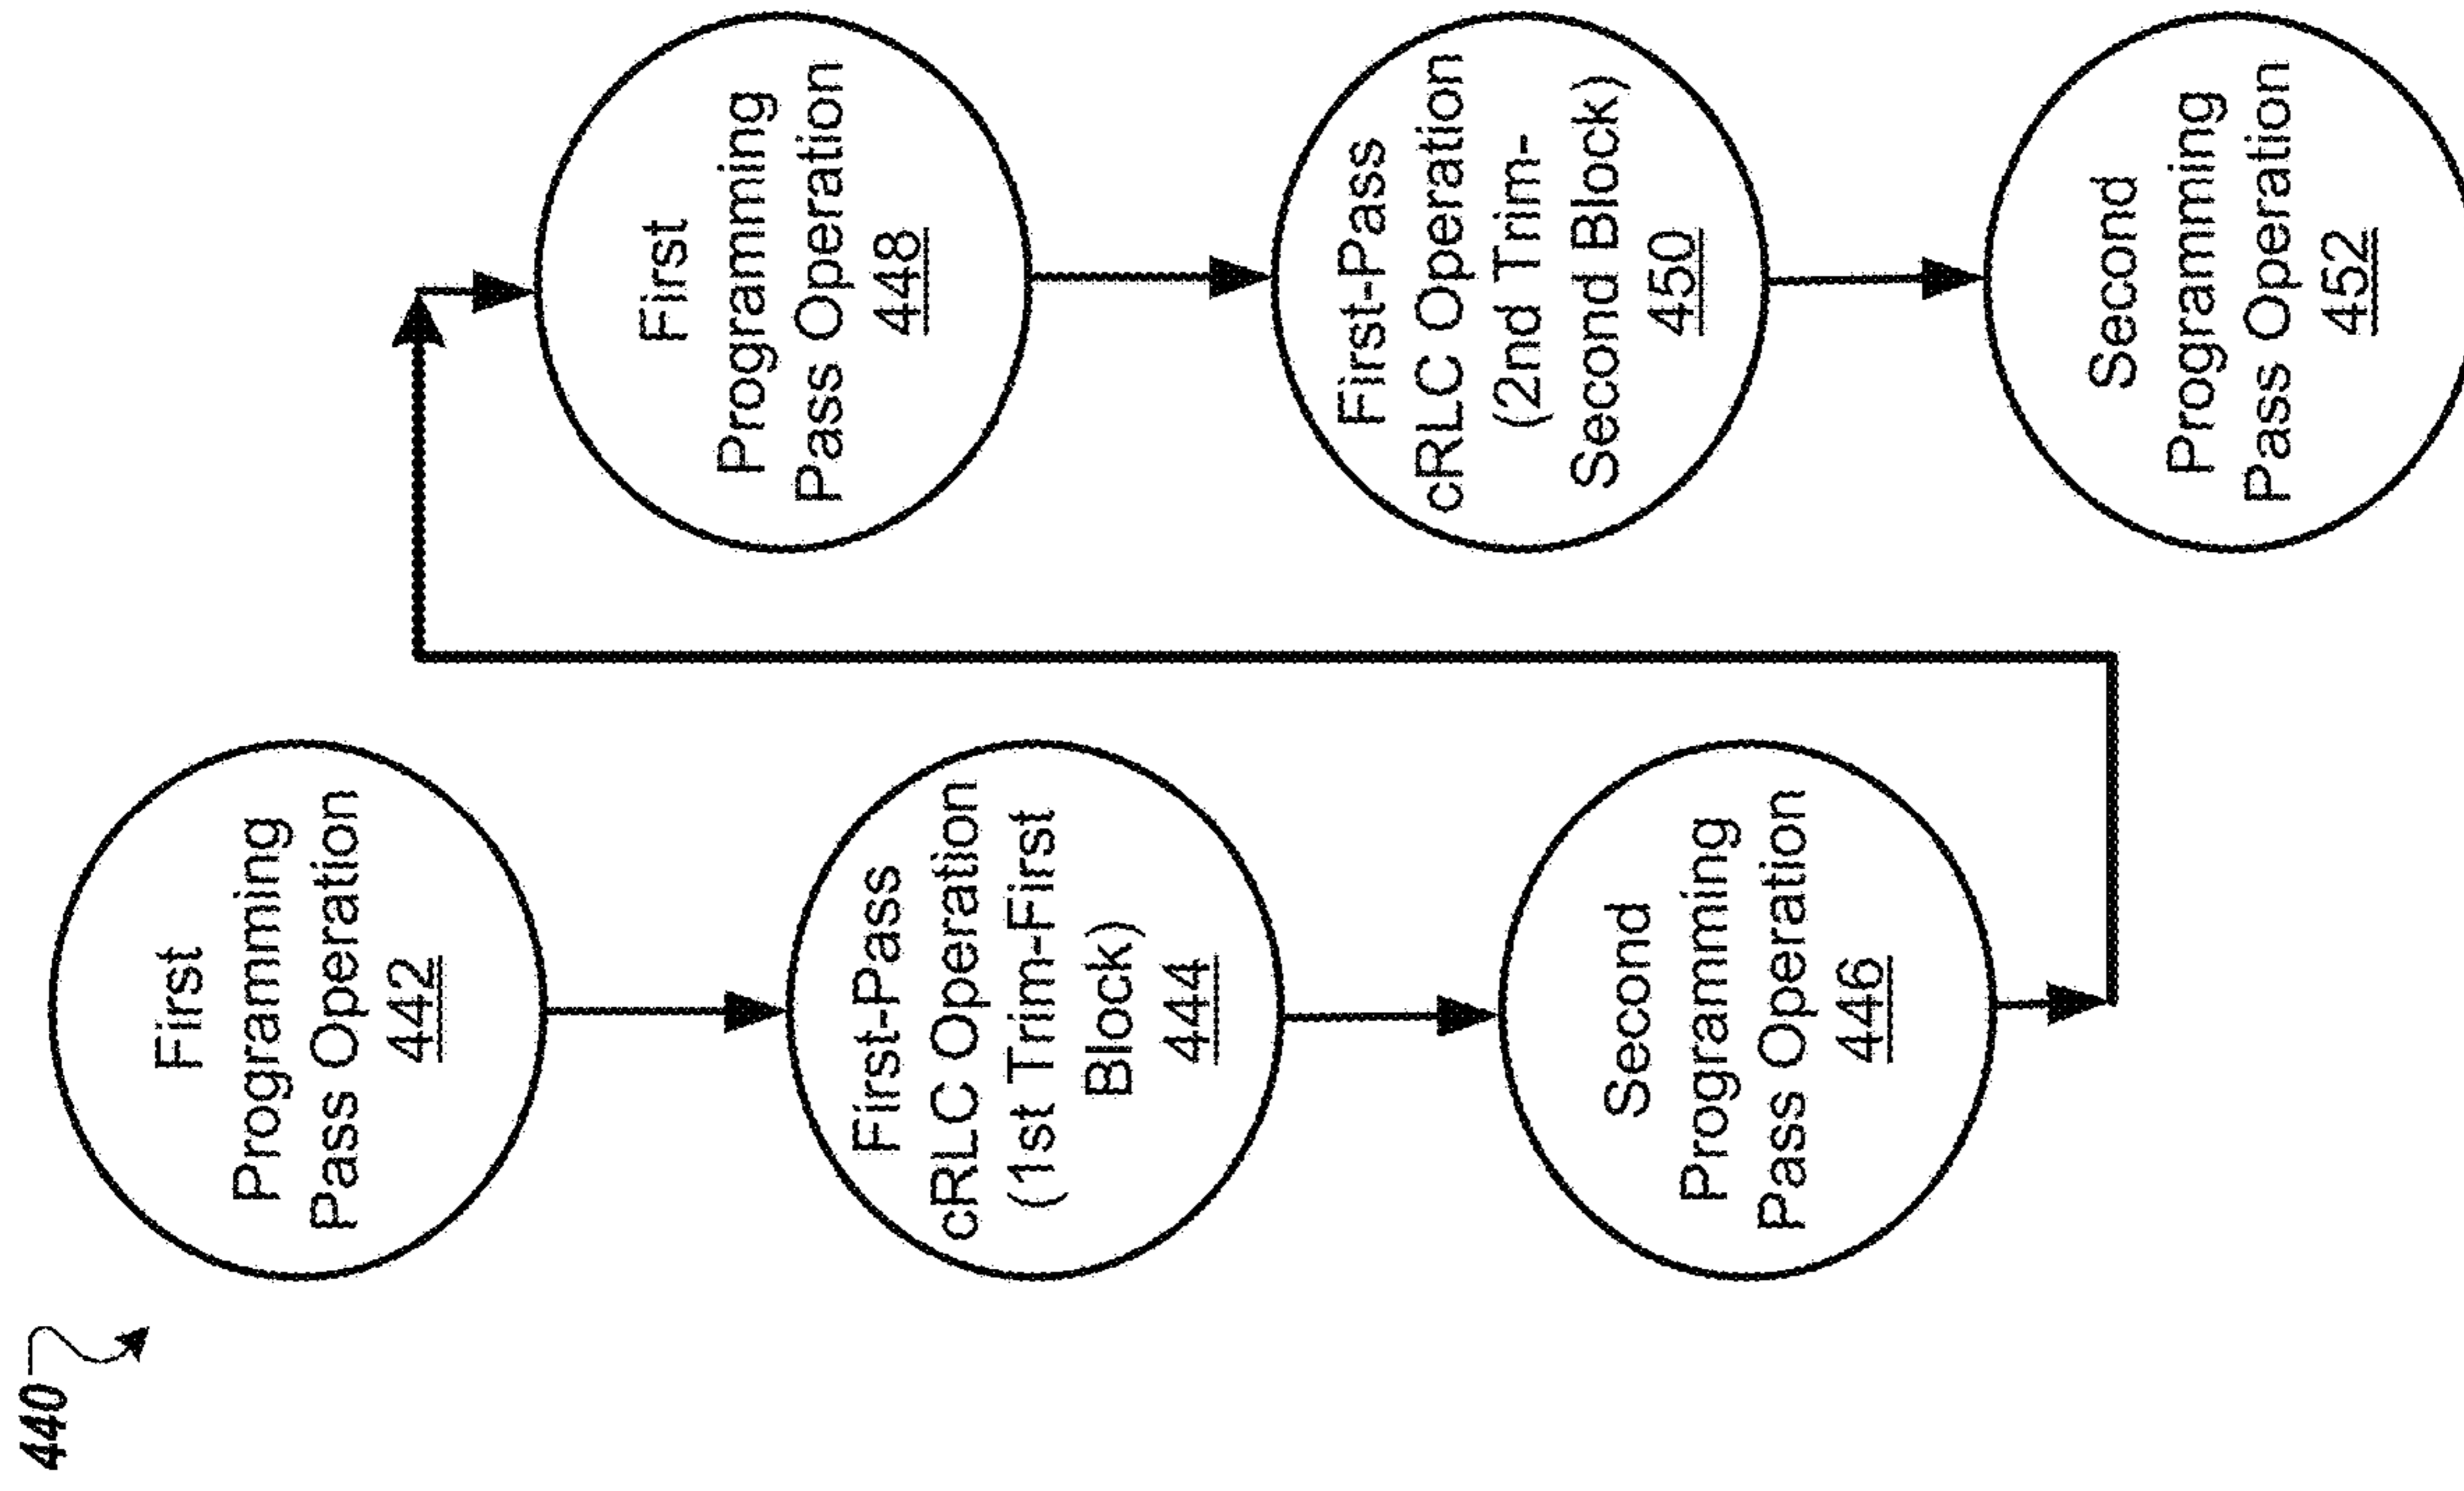 440
First
Programming
Pass Operation
442
First-Pass
cRLC Operation
(1st Trim-First
Block)
444
Second
Programming
Pass Operation
446
First
Programming
Pass Operation
448
First-Pass
cRLC Operation
(2nd Trim-
Second Block)
450
Second
Programming
Pass Operation
452